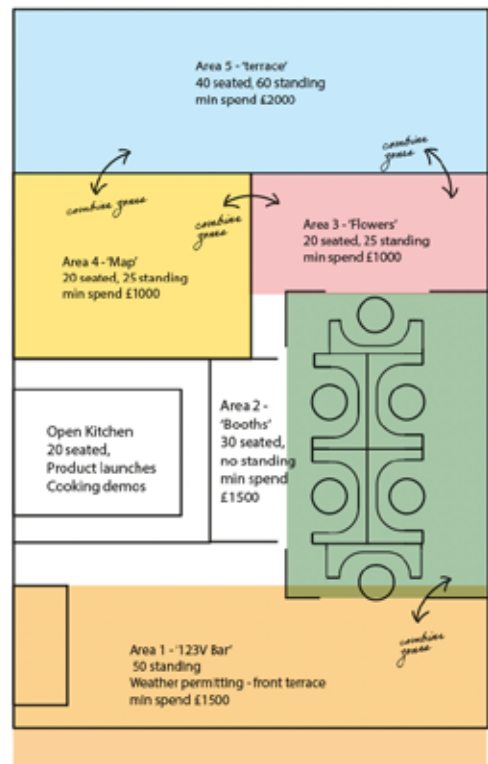 Area 5 - 'terrace'
40 seated, 60 standing
min spend £2000
combine
zones
combine zones
combine
zones
Area 3 - 'Flowers'
20 seated, 25 standing
min spend £1000
Area 4 - 'Map'
20 seated, 25 standing
min spend £1000
Area 2 -
'Booths'
30 seated,
no standing
min spend
£1500
Open Kitchen
20 seated,
Product launches
Cooking demos
combine
zones
Area 1 - '123V Bar'
50 standing
Weather permitting - front terrace
min spend £1500